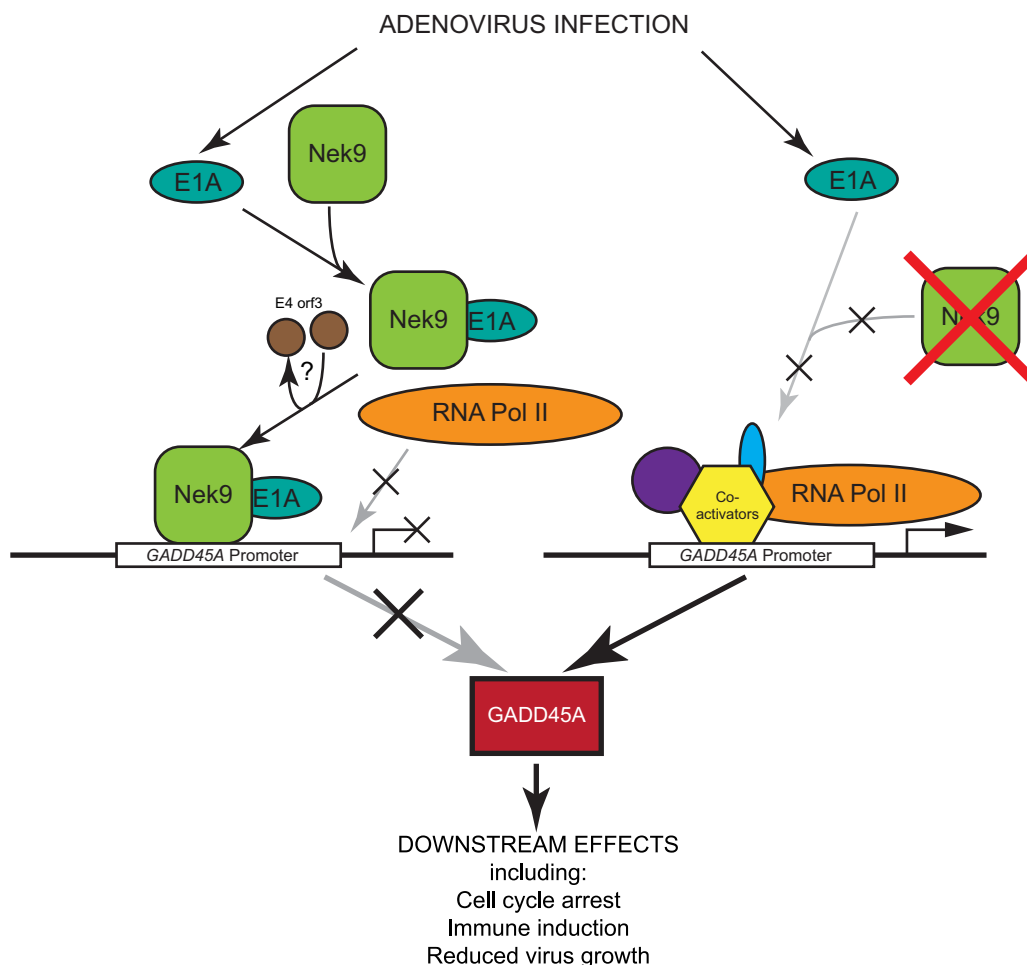 ADENOVIRUS INFECTION
Nek9
E1A
E1A
E4 orf3
Nek9
E1A
Nek9
?
RNA Pol II
Nek9
E1A
Co-
activators
RNA Pol II
GADD45A Promoter
GADD45A Promoter
GADD45A
DOWNSTREAM EFFECTS
including:
Cell cycle arrest
Immune induction
Reduced virus growth